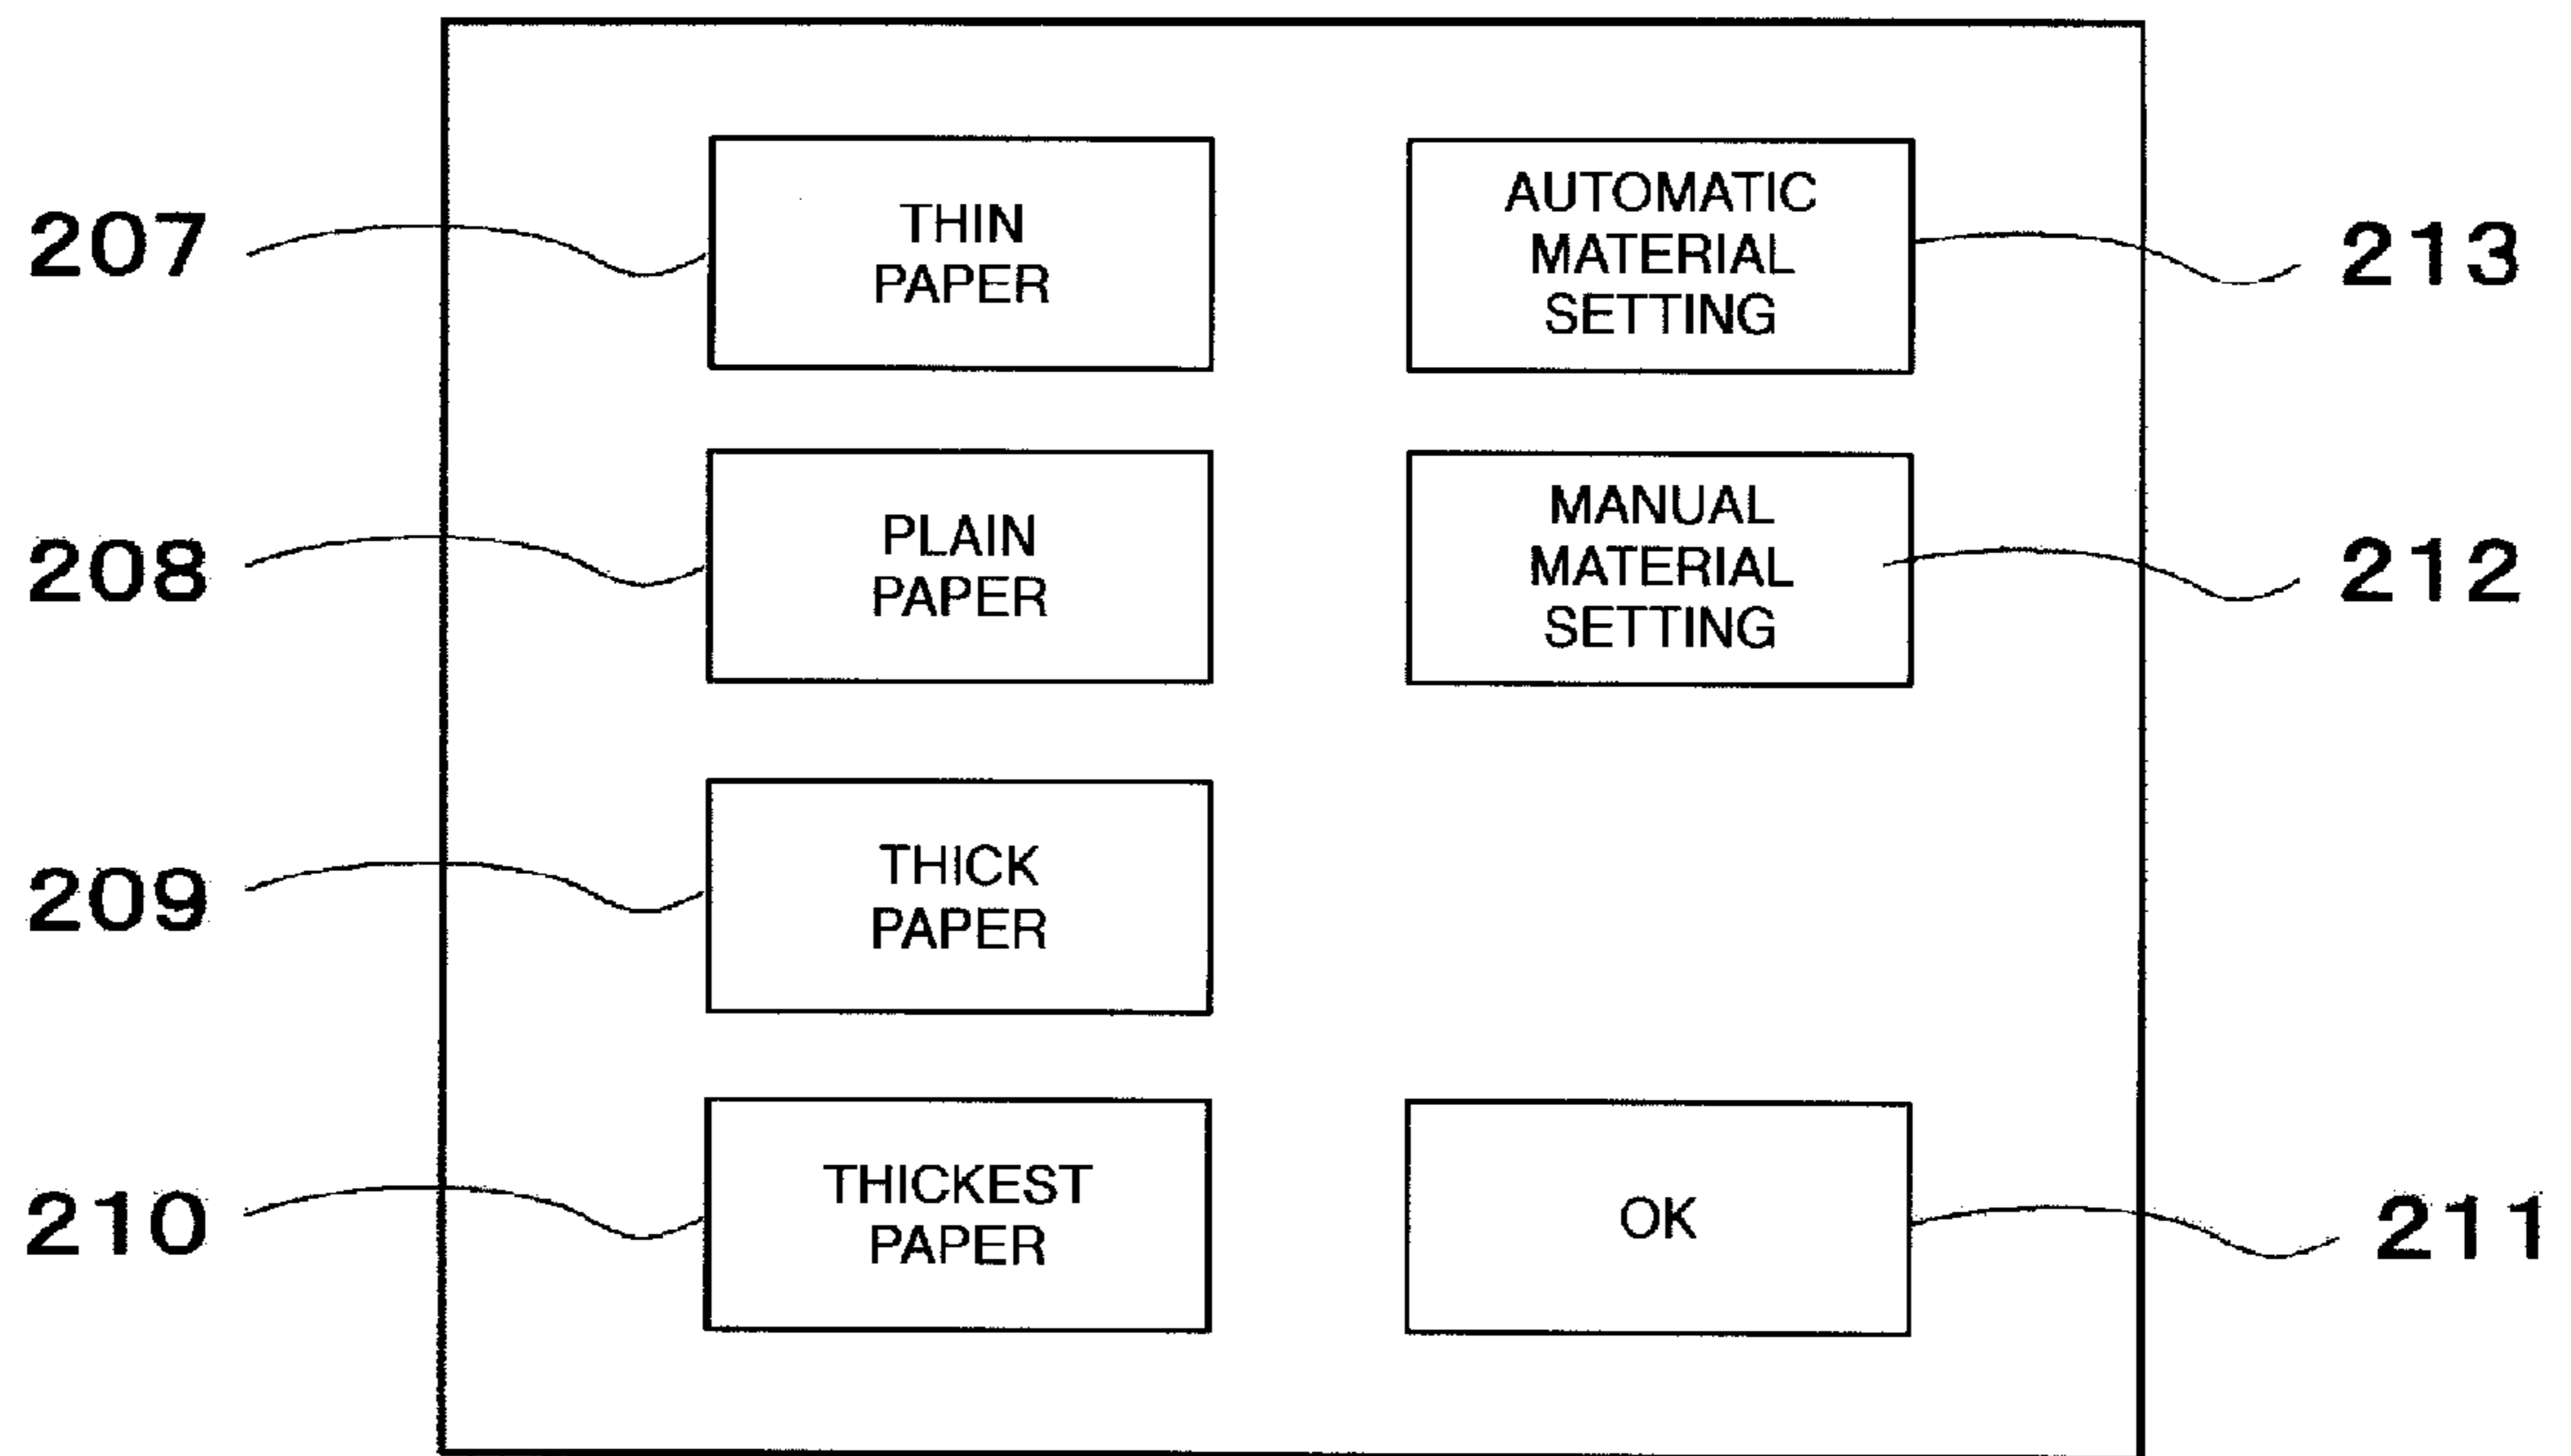 207
THIN
PAPER
AUTOMATIC
MATERIAL
SETTING
213
208
PLAIN
PAPER
MANUAL
MATERIAL
SETTING
212
209
THICK
PAPER
210
THICKEST
PAPER
OK
211